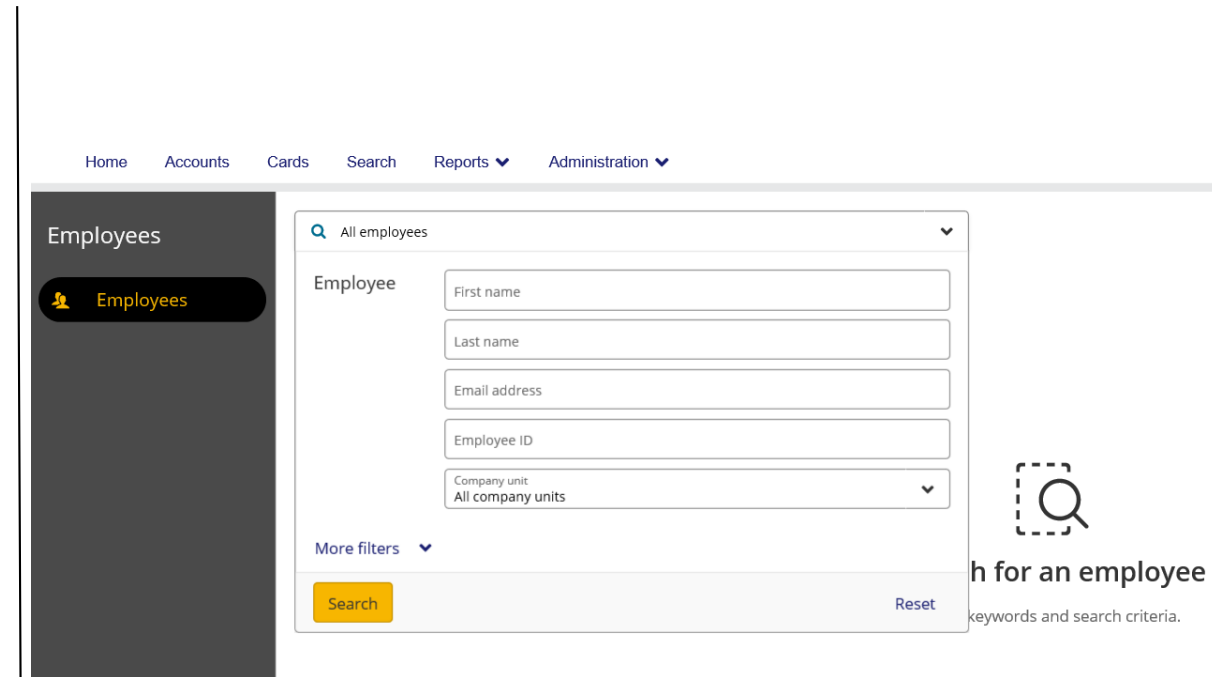 Home Accounts Cards Search Reports Administration
Employees
Employees
All employees
Employee
First name
Last name
Email address
Employee ID
Company unit
All company units
More filters
Search
Reset
h for an employee
keywords and search criteria.